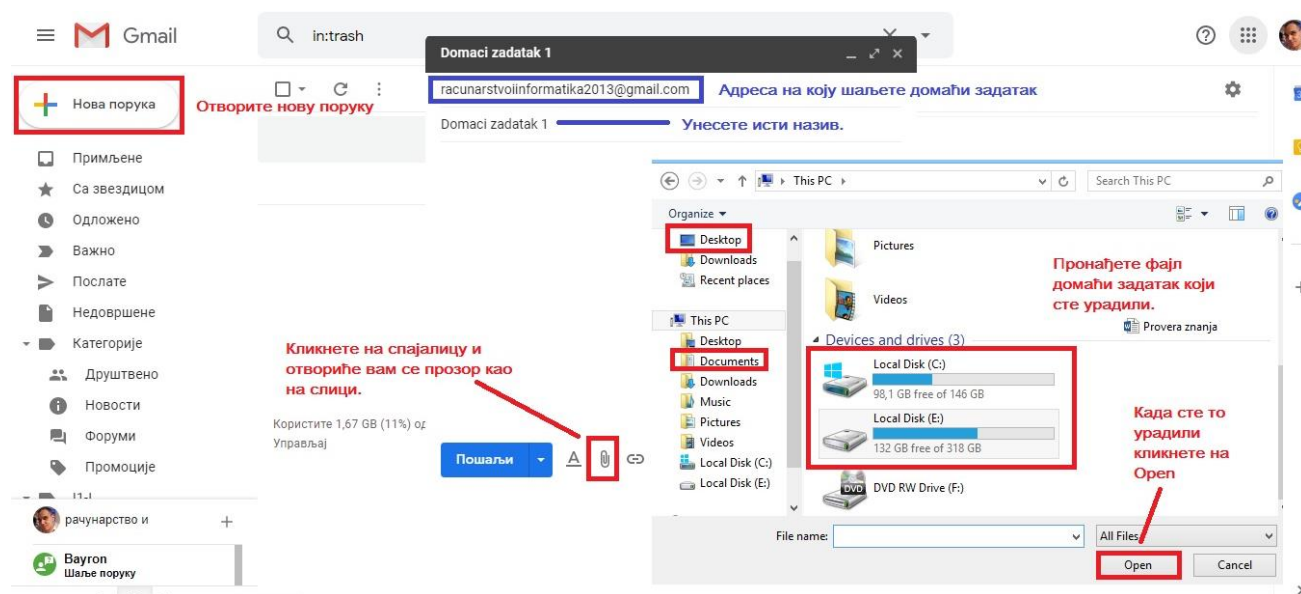 Gmail
in:trash
Domaci zadatak 1
Нова порука
Отворите нову поруку
racunarstvoiinformatika2013@gmail.com
Адреса на коју шаљете домаћи задатак
Domaci zadatak 1
Унесете исти назив.
Примљене
Са звездицом
Одложено
Важно
Послате
Недовршене
Категорије
Друштвено
Новости
Форуми
Промоције
рачунарство и
Bayron
Шаље поруку
Кликнете на спајалицу и
отвориће вам се прозор као
на слици.
Користите 1,67 GB (11%) од
Управљај
Пошаљи
This PC
Search This PC
Organize
Desktop
Downloads
Recent places
This PC
Desktop
Documents
Downloads
Music
Pictures
Videos
Local Disk (C:)
Local Disk (E:)
Pictures
Videos
Devices and drives (3)
Local Disk (C:)
98,1 GB free of 146 GB
Local Disk (E:)
132 GB free of 318 GB
DVD
DVD RW Drive (F:)
Пронађете фајл
домаћи задатак који
сте урадили.
Provera znanja
Када сте то
урадили
кликнете на
Open
File name:
All Files
Open
Cancel